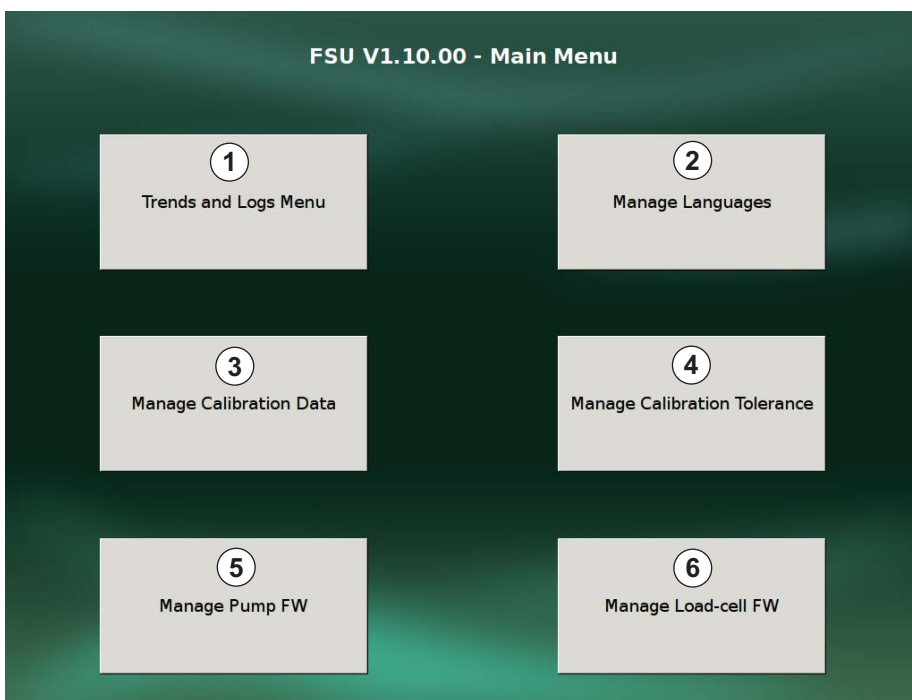 FSU V1.10.00 - Main Menu
1
Trends and Logs Menu
2
Manage Languages
3
Manage Calibration Data
4
Manage Calibration Tolerance
5
Manage Pump FW
6
Manage Load-cell FW